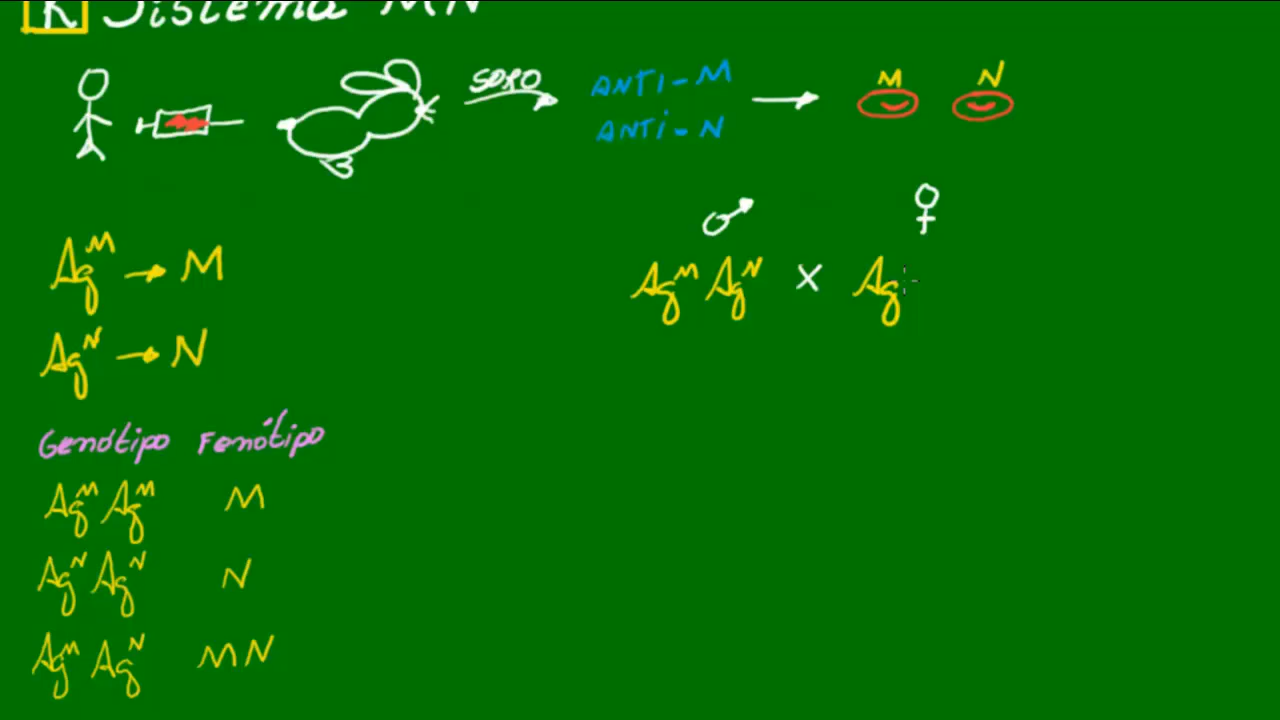 K Sistema MN
SORO ANTI-M → M N
ANTI-N
♂ ♀
Ag^M → M
Ag^M Ag^N X Ag
Ag^N → N
Genótipo Fenótipo
Ag^M Ag^M M
Ag^N Ag^N N
Ag^M Ag^N MN